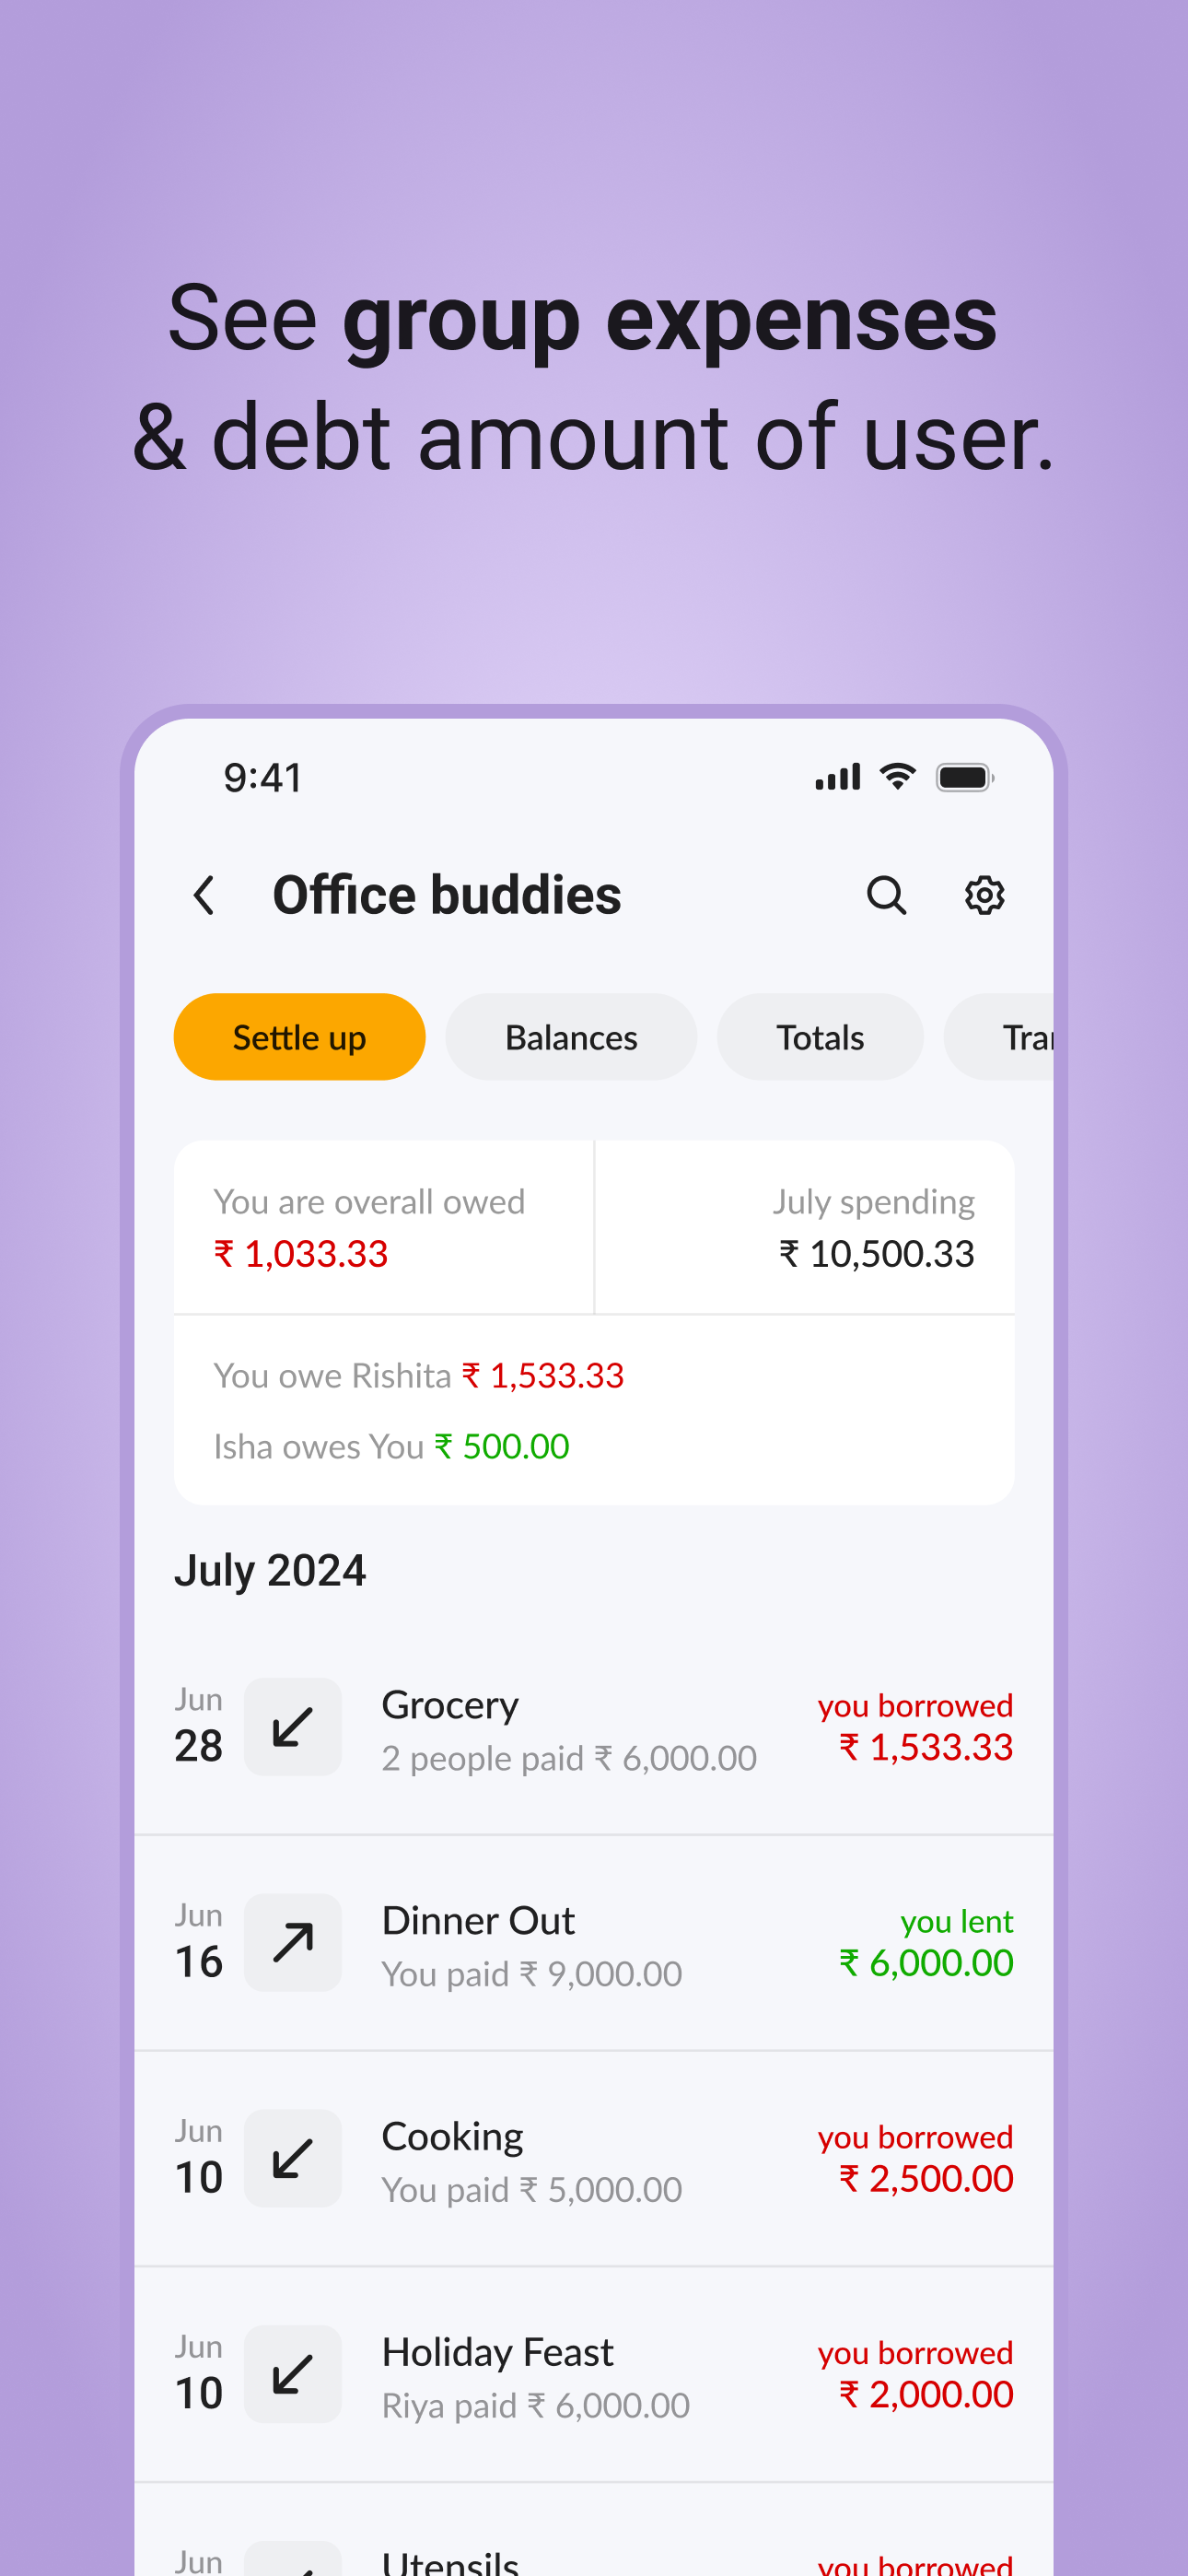 See group expenses
& debt amount of user.
9:41
Office buddies
Settle up Balances Totals
You are overall owed July spending
₹ 1,033.33 ₹ 10,500.33
You owe Rishita ₹ 1,533.33
Isha owes You ₹ 500.00
July 2024
Jun Grocery you borrowed
28 2 people paid ₹ 6,000.00 ₹ 1,533.33
Jun Dinner Out you lent
16 You paid ₹ 9,000.00 ₹ 6,000.00
Jun Cooking you borrowed
10 You paid ₹ 5,000.00 ₹ 2,500.00
Jun Holiday Feast you borrowed
10 Riya paid ₹ 6,000.00 ₹ 2,000.00
Jun Utensils you borrowed